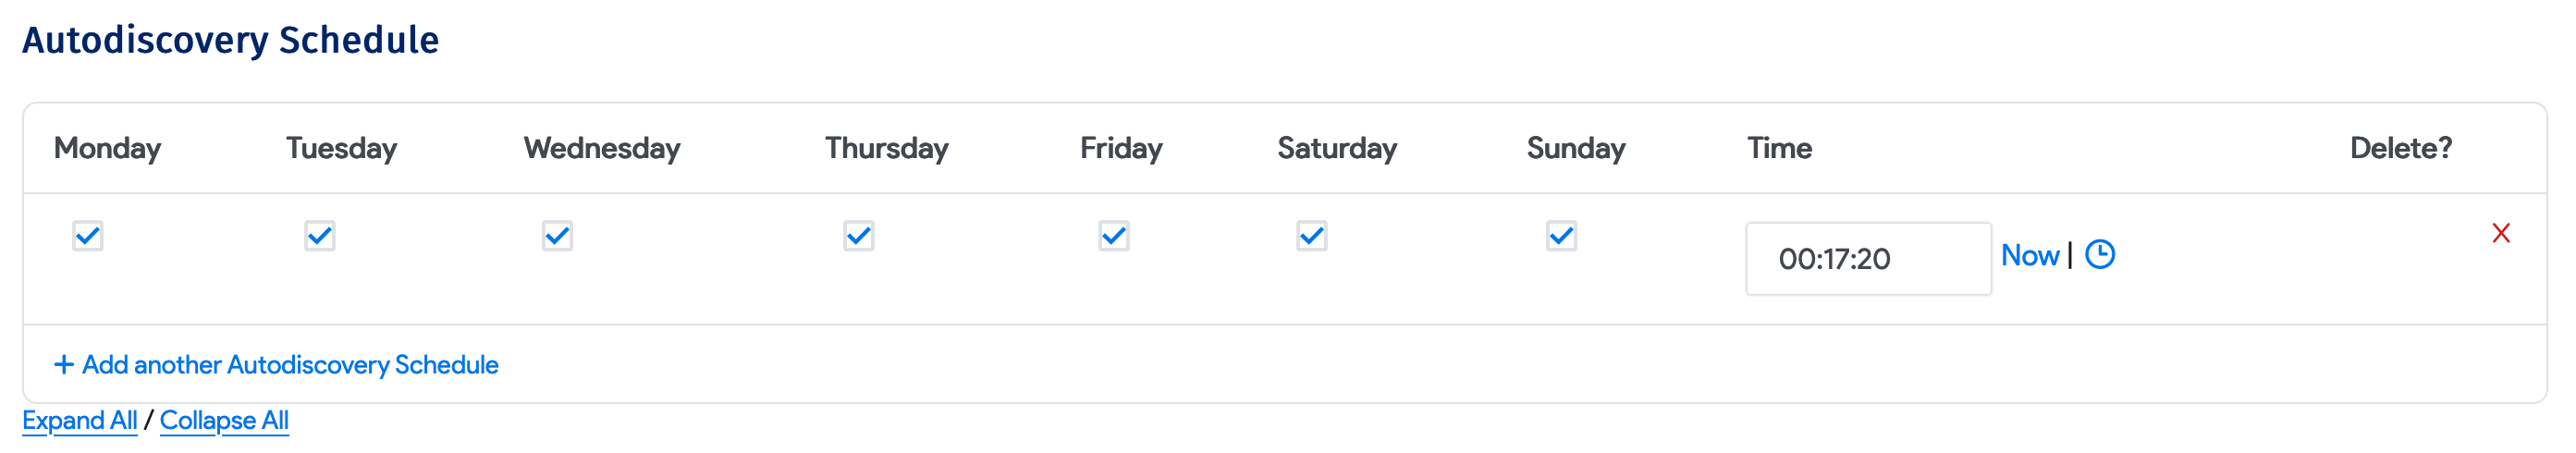 Autodiscovery Schedule
Monday Tuesday Wednesday Thursday Friday Saturday Sunday Time Delete?
00:17:20 Now |
+ Add another Autodiscovery Schedule
Expand All / Collapse All